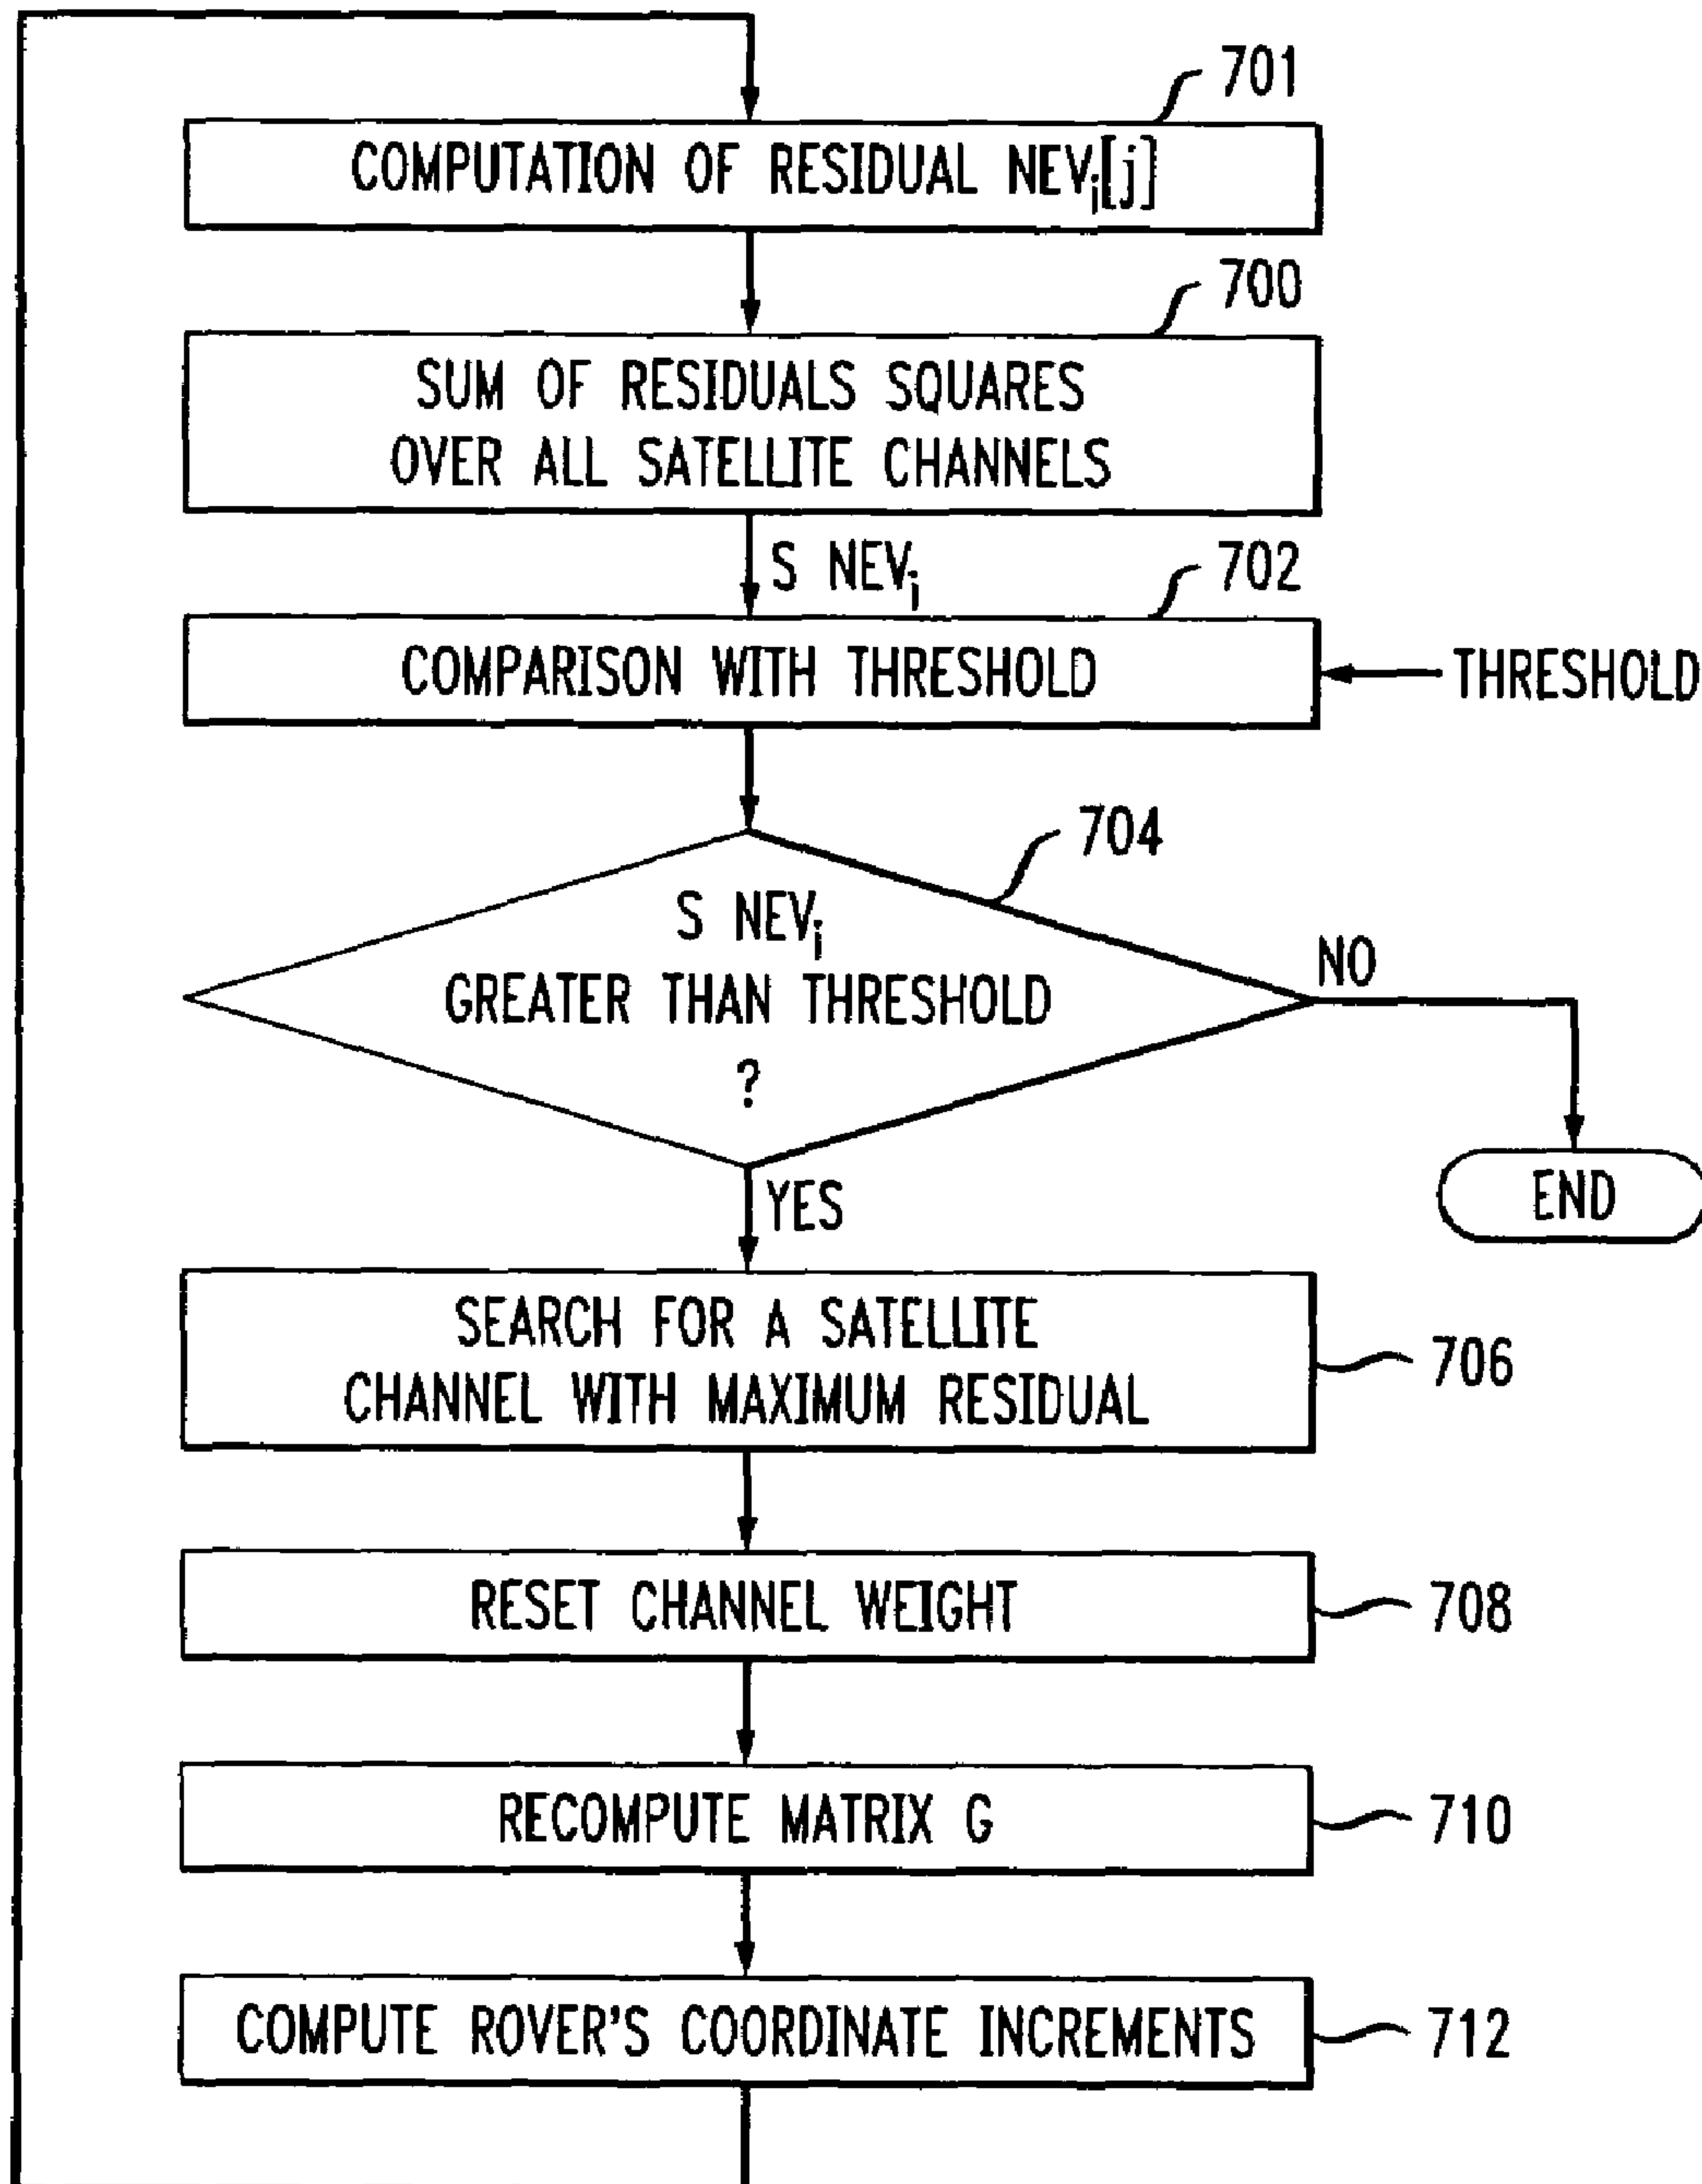 701
COMPUTATION OF RESIDUAL NEVi[j]
700
SUM OF RESIDUALS SQUARES
OVER ALL SATELLITE CHANNELS
S NEVi
702
COMPARISON WITH THRESHOLD
THRESHOLD
704
S NEVi
GREATER THAN THRESHOLD
?
NO
END
YES
SEARCH FOR A SATELLITE
CHANNEL WITH MAXIMUM RESIDUAL
706
RESET CHANNEL WEIGHT
708
RECOMPUTE MATRIX G
710
COMPUTE ROVER'S COORDINATE INCREMENTS
712